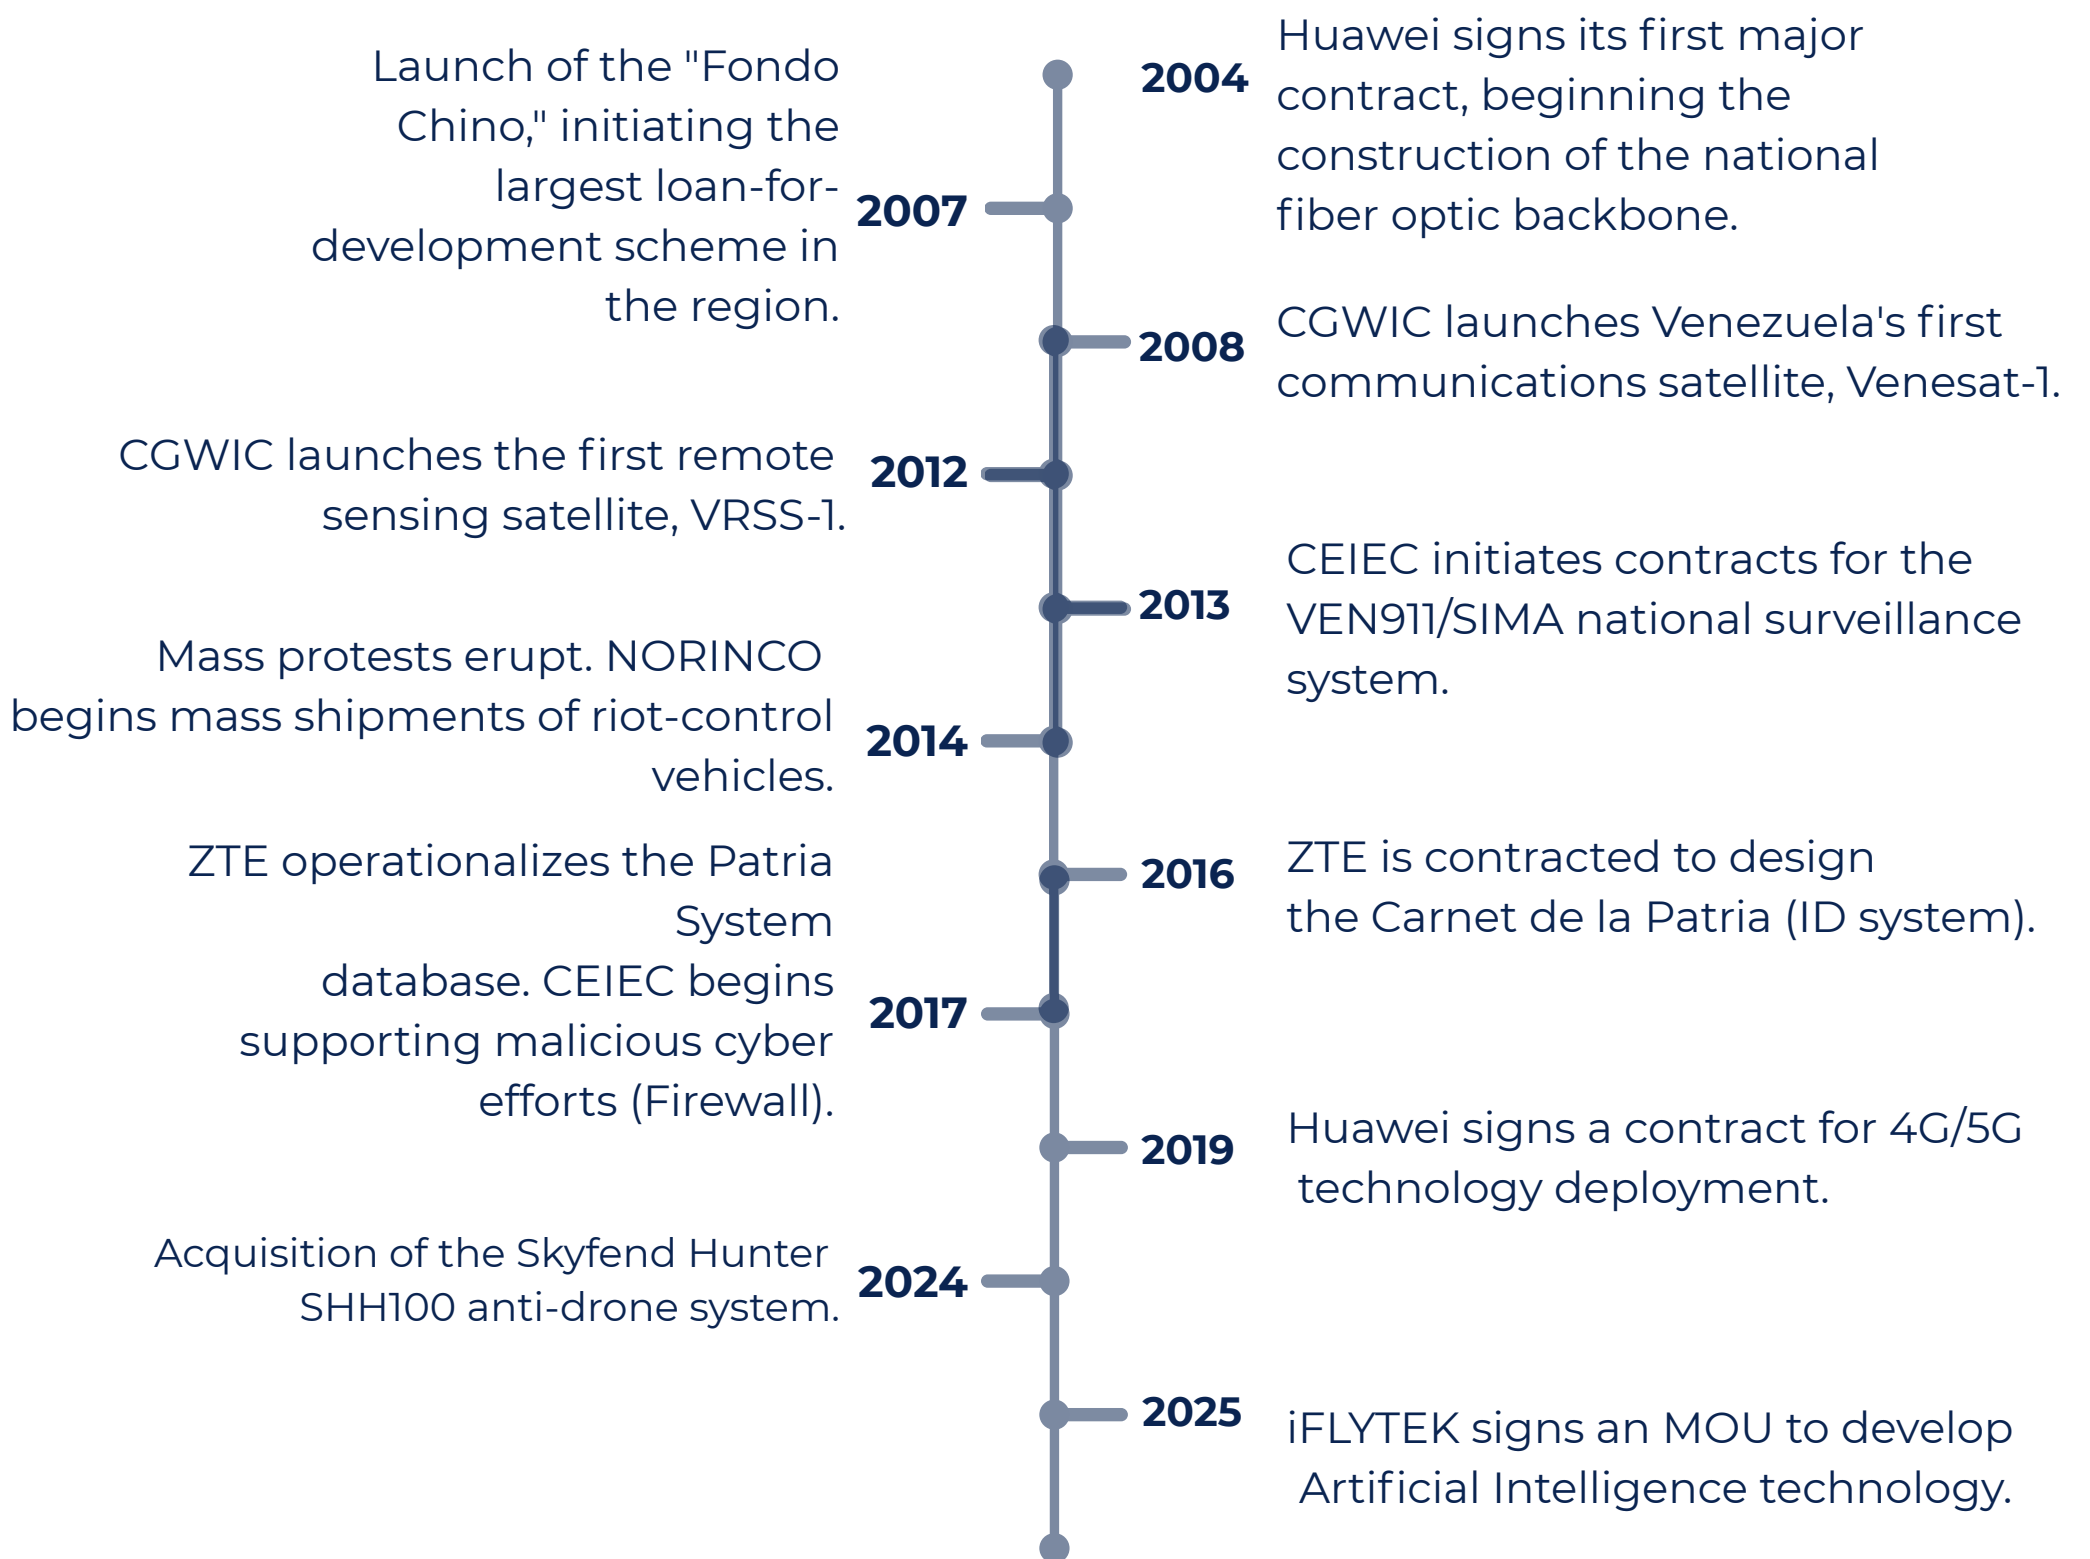 2004
Huawei signs its first major
contract, beginning the
construction of the national
fiber optic backbone.
Launch of the "Fondo
Chino," initiating the
largest loan-for-
development scheme in
the region.
2007
2008
CGWIC launches Venezuela's first
communications satellite, Venesat-1.
CGWIC launches the first remote
sensing satellite, VRSS-1.
2012
2013
CEIEC initiates contracts for the
VEN911/SIMA national surveillance
system.
Mass protests erupt. NORINCO
begins mass shipments of riot-control
vehicles.
2014
2016
ZTE is contracted to design
the Carnet de la Patria (ID system).
ZTE operationalizes the Patria
System
database. CEIEC begins
supporting malicious cyber
efforts (Firewall).
2017
2019
Huawei signs a contract for 4G/5G
technology deployment.
Acquisition of the Skyfend Hunter
SHH100 anti-drone system.
2024
2025
iFLYTEK signs an MOU to develop
Artificial Intelligence technology.